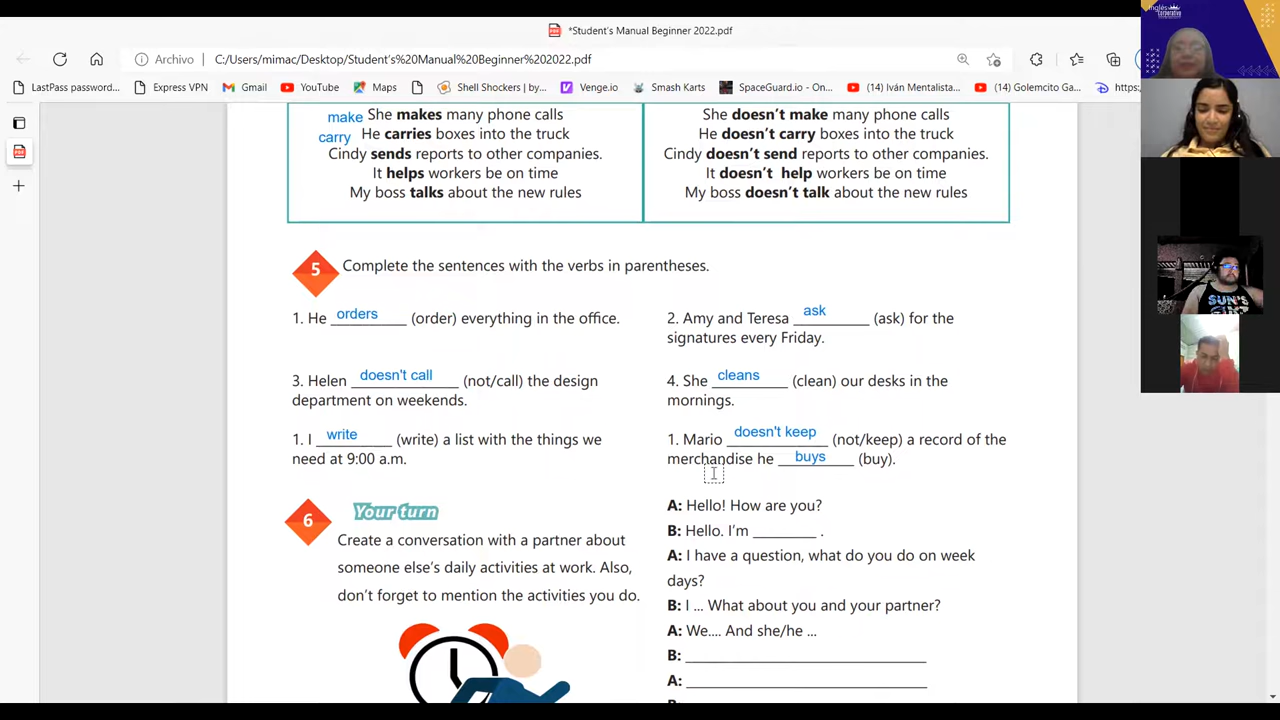 *Student's Manual Beginner 2022.pdf
Archivo C:/Users/mimac/Desktop/Student's%20Manual%20Beginner%202022.pdf
LastPass password... Express VPN Gmail YouTube Maps Shell Shockers | by... Venge.io Smash Karts SpaceGuard.io - On... (14) Iván Mentalista... (14) Golemcito Ga... https:
Inglés
corporativo
make She makes many phone calls
carry He carries boxes into the truck
Cindy sends reports to other companies.
It helps workers be on time
My boss talks about the new rules
She doesn't make many phone calls
He doesn't carry boxes into the truck
Cindy doesn't send reports to other companies.
It doesn't help workers be on time
My boss doesn't talk about the new rules
5 Complete the sentences with the verbs in parentheses.
1. He orders (order) everything in the office.
2. Amy and Teresa ask (ask) for the
signatures every Friday.
3. Helen doesn't call (not/call) the design
department on weekends.
4. She cleans (clean) our desks in the
mornings.
1. I write (write) a list with the things we
need at 9:00 a.m.
1. Mario doesn't keep (not/keep) a record of the
merchandise he buys (buy).
6 Your turn
Create a conversation with a partner about
someone else's daily activities at work. Also,
don't forget to mention the activities you do.
A: Hello! How are you?
B: Hello. I'm ________ .
A: I have a question, what do you do on week
days?
B: I ... What about you and your partner?
A: We.... And she/he ...
B: ______________________________
A: ______________________________
SUN'S